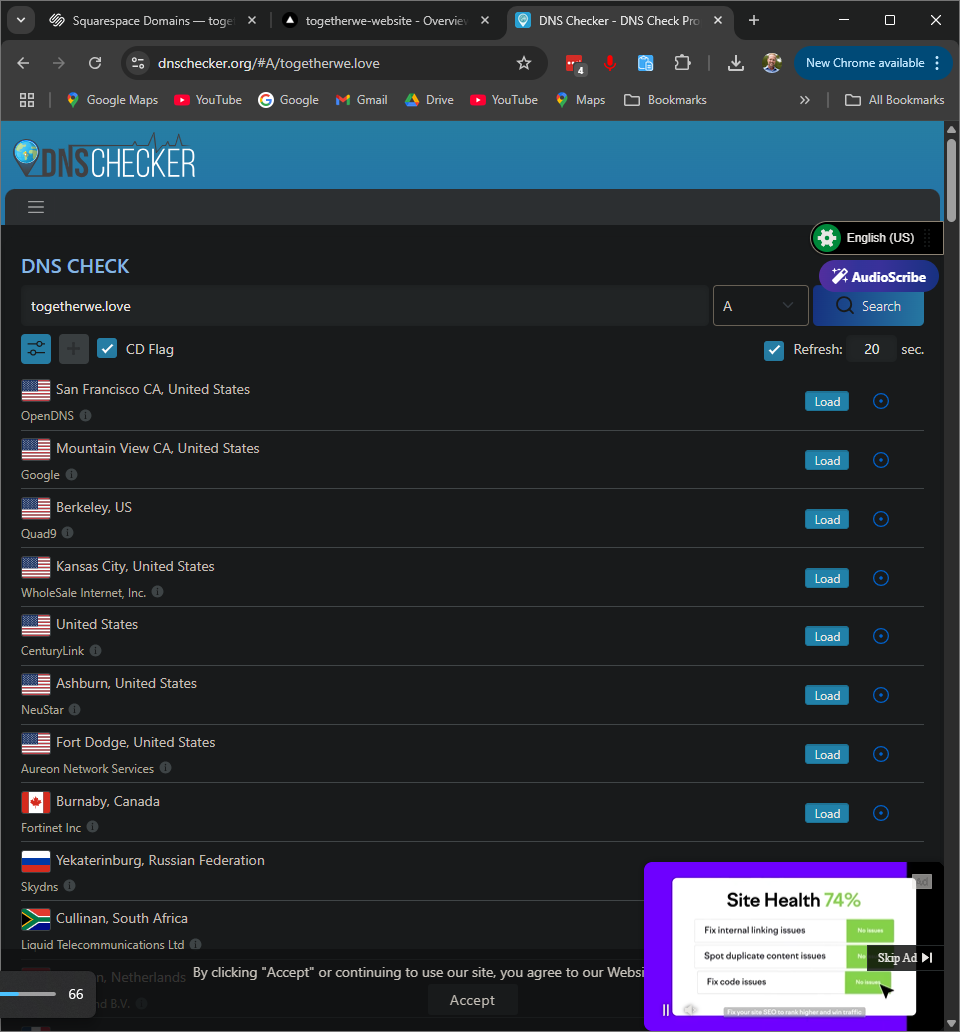 Squarespace Domains — toge
togetherwe-website - Overview
DNS Checker - DNS Check Pro
dnschecker.org/#A/togetherwe.love
4
New Chrome available
Google Maps
YouTube
Google
Gmail
Drive
YouTube
Maps
Bookmarks
All Bookmarks
DNSCHECKER
English (US)
AudioScribe
DNS CHECK
togetherwe.love
A
Search
CD Flag
Refresh: 20 sec.
San Francisco CA, United States
OpenDNS
Load
Mountain View CA, United States
Google
Load
Berkeley, US
Quad9
Load
Kansas City, United States
WholeSale Internet, Inc.
Load
United States
CenturyLink
Load
Ashburn, United States
NeuStar
Load
Fort Dodge, United States
Aureon Network Services
Load
Burnaby, Canada
Fortinet Inc
Load
Yekaterinburg, Russian Federation
Skydns
Cullinan, South Africa
Liquid Telecommunications Ltd
n, Netherlands
nd B.V.
By clicking "Accept" or continuing to use our site, you agree to our Websi
Accept
66
Ad
Site Health 74%
Fix internal linking issues
No issues
Spot duplicate content issues
No
Fix code issues
No issues
Skip Ad
Fix your site SEO to rank higher and win traffic